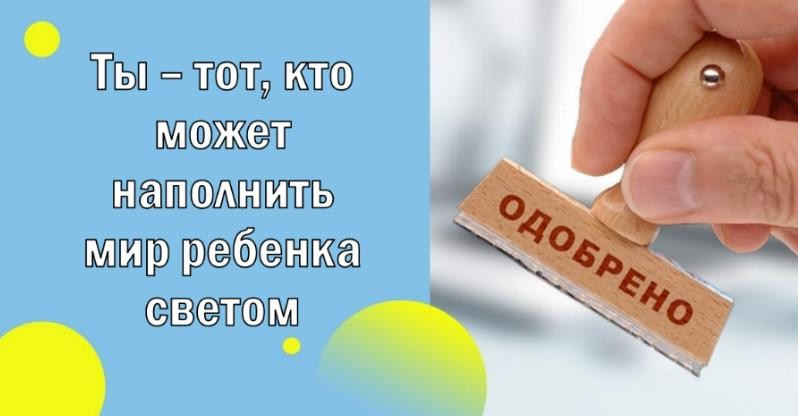 Ты – тот, кто
может
наполнить
мир ребенка
светом
ОДОБРЕНО